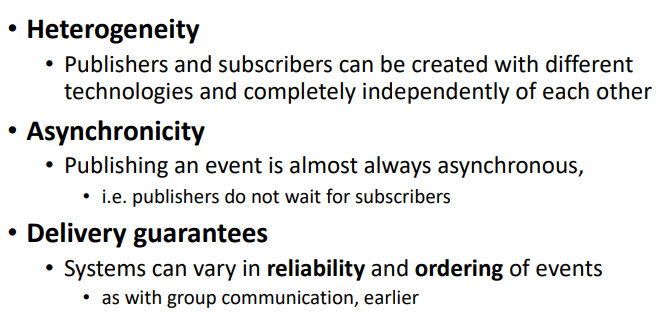 • Heterogeneity
• Publishers and subscribers can be created with different
technologies and completely independently of each other
• Asynchronicity
• Publishing an event is almost always asynchronous,
• i.e. publishers do not wait for subscribers
• Delivery guarantees
• Systems can vary in reliability and ordering of events
• as with group communication, earlier